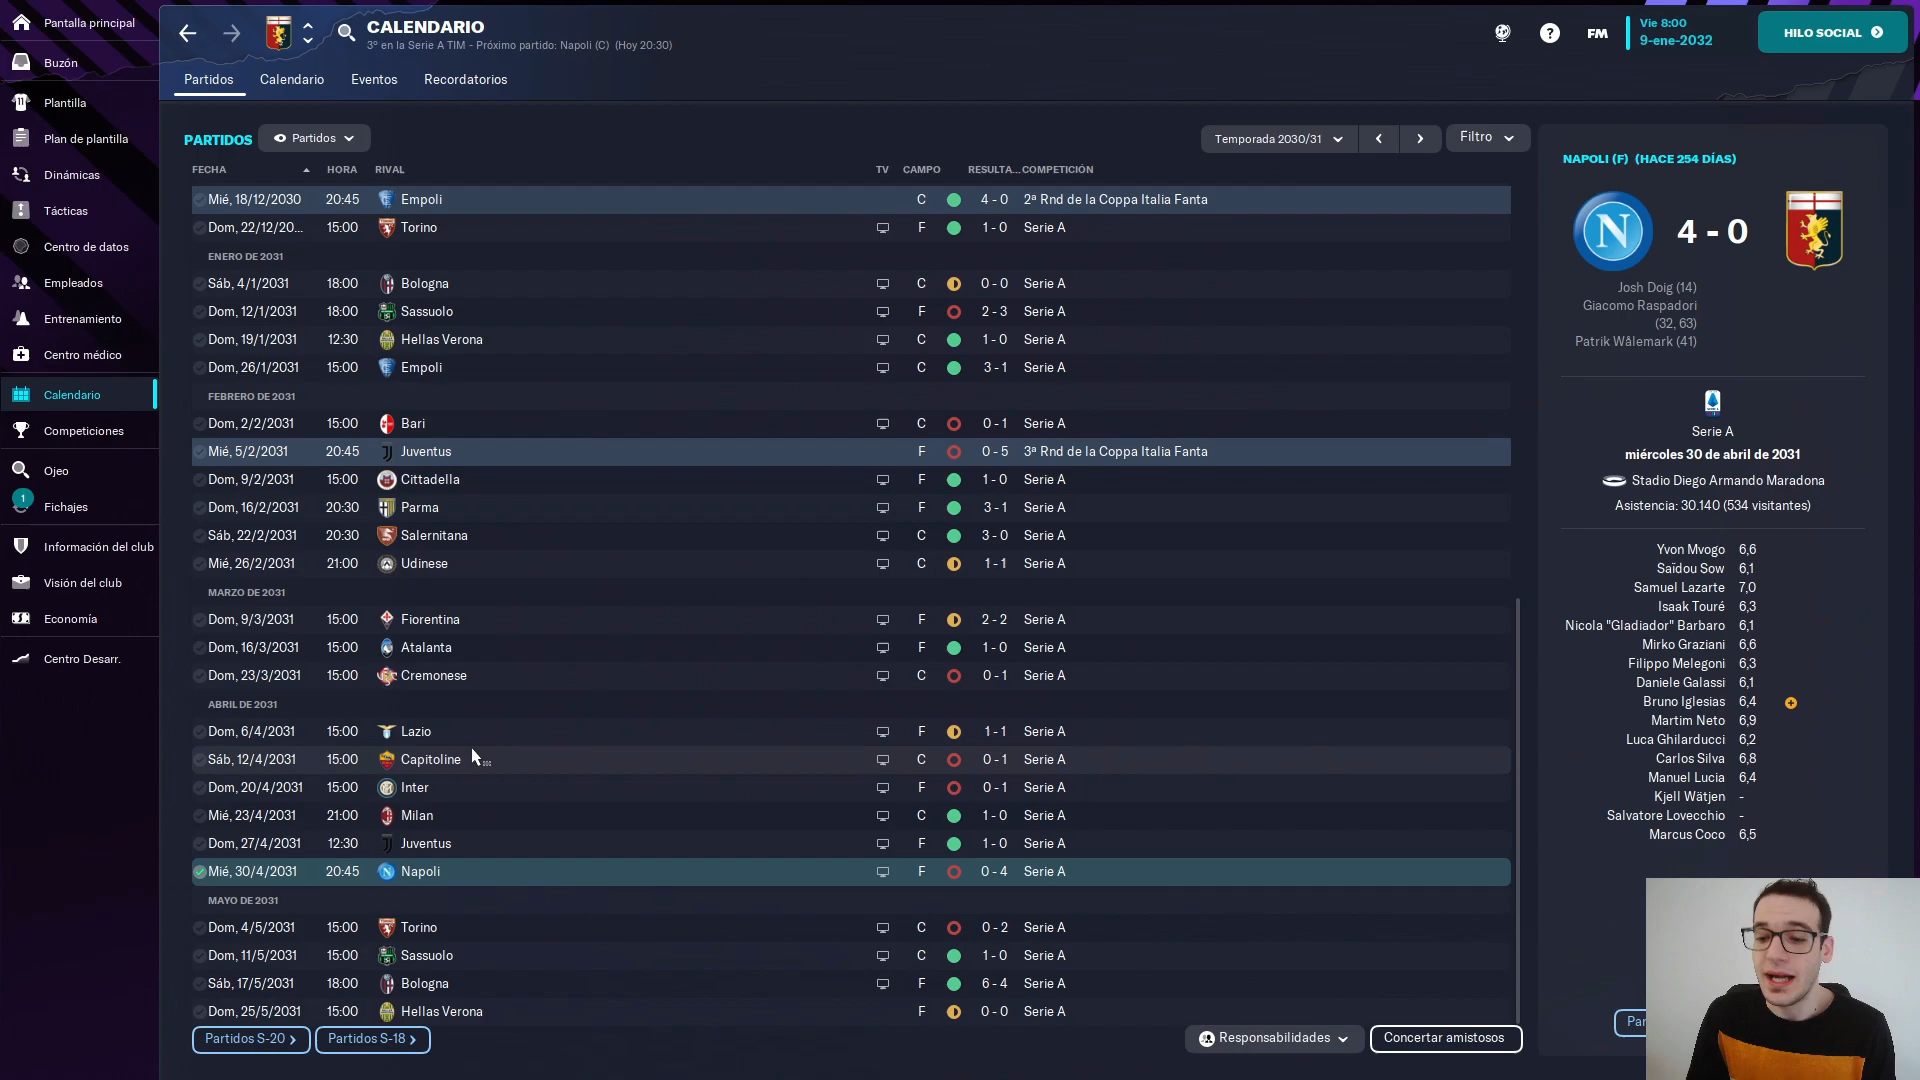 Pantalla principal
Buzón
Plantilla
Plan de plantilla
Dinámicas
Tácticas
Centro de datos
Empleados
Entrenamiento
Centro médico
Calendario
Competiciones
Ojeo
1
Fichajes
Información del club
Visión del club
Economía
Centro Desarr.
CALENDARIO
3º en la Serie A TIM - Próximo partido: Napoli (C) (Hoy 20:30)
Partidos Calendario Eventos Recordatorios
? FM
Vie 8:00
9-ene-2032
HILO SOCIAL
PARTIDOS Partidos
Temporada 2030/31 Filtro
FECHA HORA RIVAL TV CAMPO RESULTA... COMPETICIÓN
Mié, 18/12/2030 20:45 Empoli C 4 - 0 2ª Rnd de la Coppa Italia Fanta
Dom, 22/12/20... 15:00 Torino F 1 - 0 Serie A
ENERO DE 2031
Sáb, 4/1/2031 18:00 Bologna C 0 - 0 Serie A
Dom, 12/1/2031 18:00 Sassuolo F 2 - 3 Serie A
Dom, 19/1/2031 12:30 Hellas Verona C 1 - 0 Serie A
Dom, 26/1/2031 15:00 Empoli C 3 - 1 Serie A
FEBRERO DE 2031
Dom, 2/2/2031 15:00 Bari C 0 - 1 Serie A
Mié, 5/2/2031 20:45 Juventus F 0 - 5 3ª Rnd de la Coppa Italia Fanta
Dom, 9/2/2031 15:00 Cittadella F 1 - 0 Serie A
Dom, 16/2/2031 20:30 Parma F 3 - 1 Serie A
Sáb, 22/2/2031 20:30 Salernitana C 3 - 0 Serie A
Mié, 26/2/2031 21:00 Udinese C 1 - 1 Serie A
MARZO DE 2031
Dom, 9/3/2031 15:00 Fiorentina F 2 - 2 Serie A
Dom, 16/3/2031 15:00 Atalanta F 1 - 0 Serie A
Dom, 23/3/2031 15:00 Cremonese C 0 - 1 Serie A
ABRIL DE 2031
Dom, 6/4/2031 15:00 Lazio F 1 - 1 Serie A
Sáb, 12/4/2031 15:00 Capitoline C 0 - 1 Serie A
Dom, 20/4/2031 15:00 Inter F 0 - 1 Serie A
Mié, 23/4/2031 21:00 Milan C 1 - 0 Serie A
Dom, 27/4/2031 12:30 Juventus F 1 - 0 Serie A
Mié, 30/4/2031 20:45 Napoli F 0 - 4 Serie A
MAYO DE 2031
Dom, 4/5/2031 15:00 Torino C 0 - 2 Serie A
Dom, 11/5/2031 15:00 Sassuolo C 1 - 0 Serie A
Sáb, 17/5/2031 18:00 Bologna F 6 - 4 Serie A
Dom, 25/5/2031 15:00 Hellas Verona F 0 - 0 Serie A
Partidos S-20 Partidos S-18
Responsabilidades Concertar amistosos
NAPOLI (F) (HACE 254 DÍAS)
N 4 - 0
Josh Doig (14)
Giacomo Raspadori
(32, 63)
Patrik Wålemark (41)
Serie A
miércoles 30 de abril de 2031
Stadio Diego Armando Maradona
Asistencia: 30.140 (534 visitantes)
Yvon Mvogo 6,6
Saïdou Sow 6,1
Samuel Lazarte 7,0
Isaak Touré 6,3
Nicola "Gladiador" Barbaro 6,1
Mirko Graziani 6,6
Filippo Melegoni 6,3
Daniele Galassi 6,1
Bruno Iglesias 6,4
Martim Neto 6,9
Luca Ghilarducci 6,2
Carlos Silva 6,8
Manuel Lucia 6,4
Kjell Wätjen -
Salvatore Lovecchio -
Marcus Coco 6,5
Par